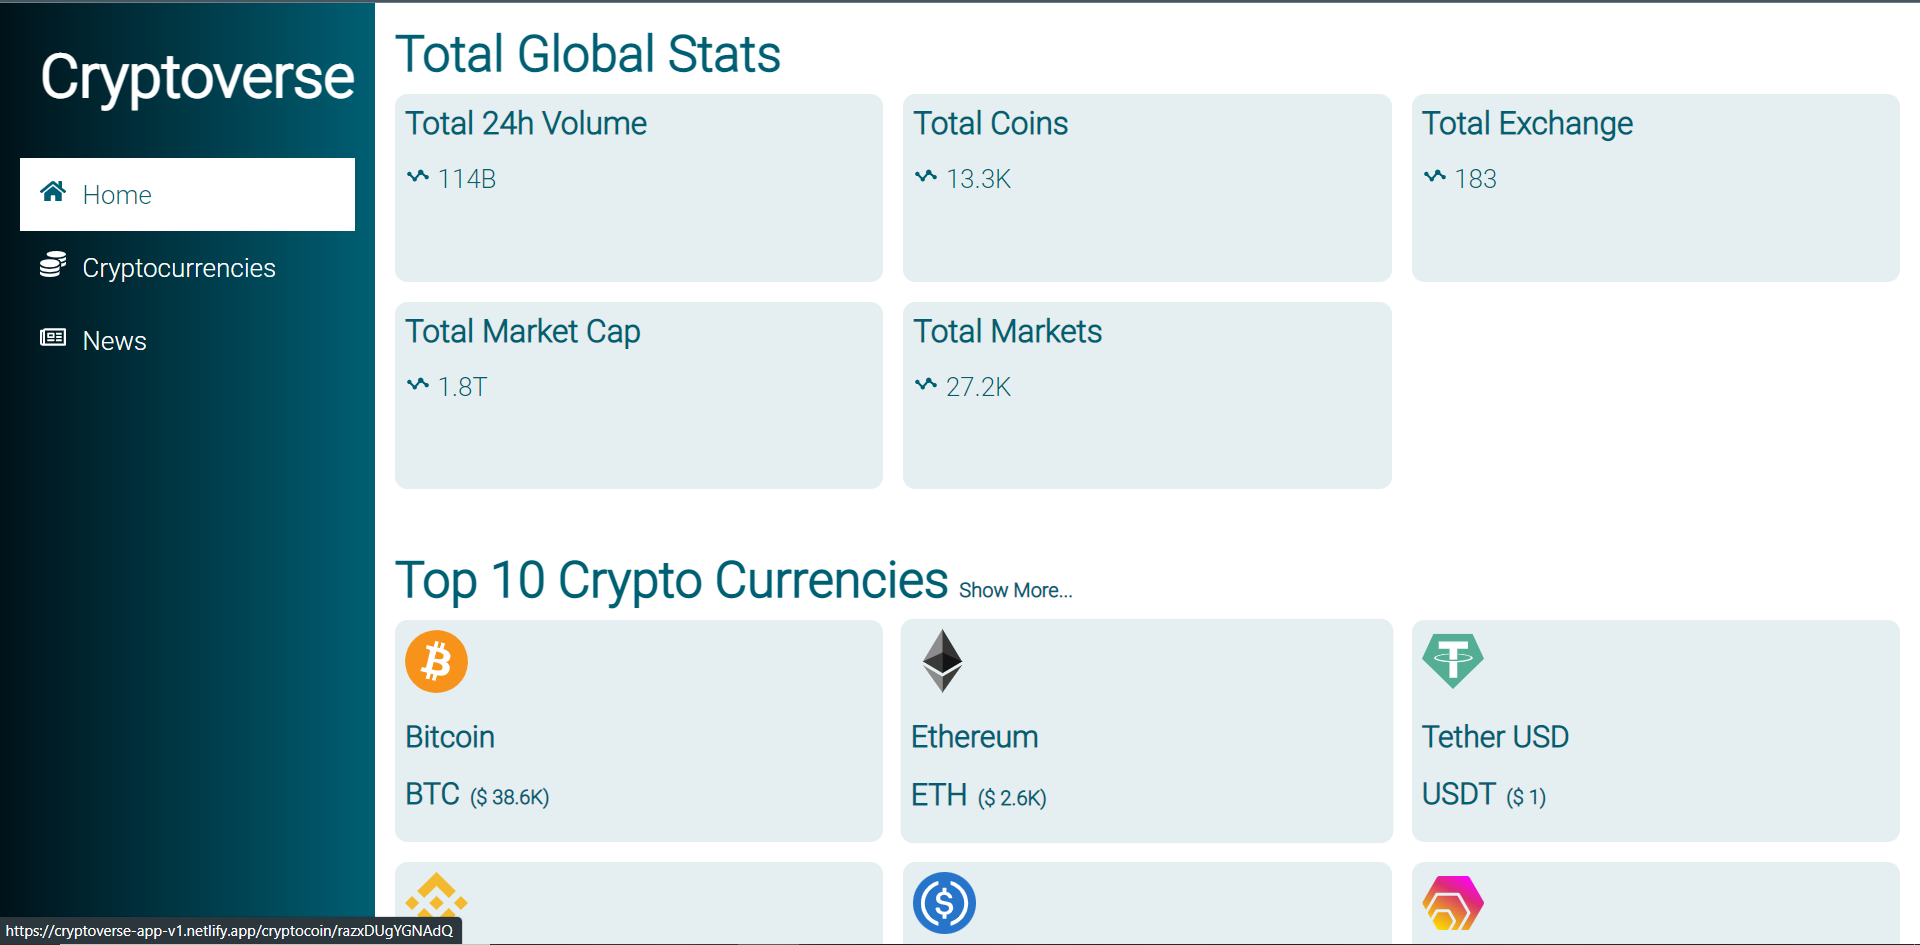 Cryptoverse
Home
Cryptocurrencies
News
Total Global Stats
Total 24h Volume
114B
Total Coins
13.3K
Total Exchange
183
Total Market Cap
1.8T
Total Markets
27.2K
Top 10 Crypto Currencies Show More...
Bitcoin
BTC ($ 38.6K)
Ethereum
ETH ($ 2.6K)
Tether USD
USDT ($ 1)
https://cryptoverse-app-v1.netlify.app/cryptocoin/razxDUgYGNAdQ